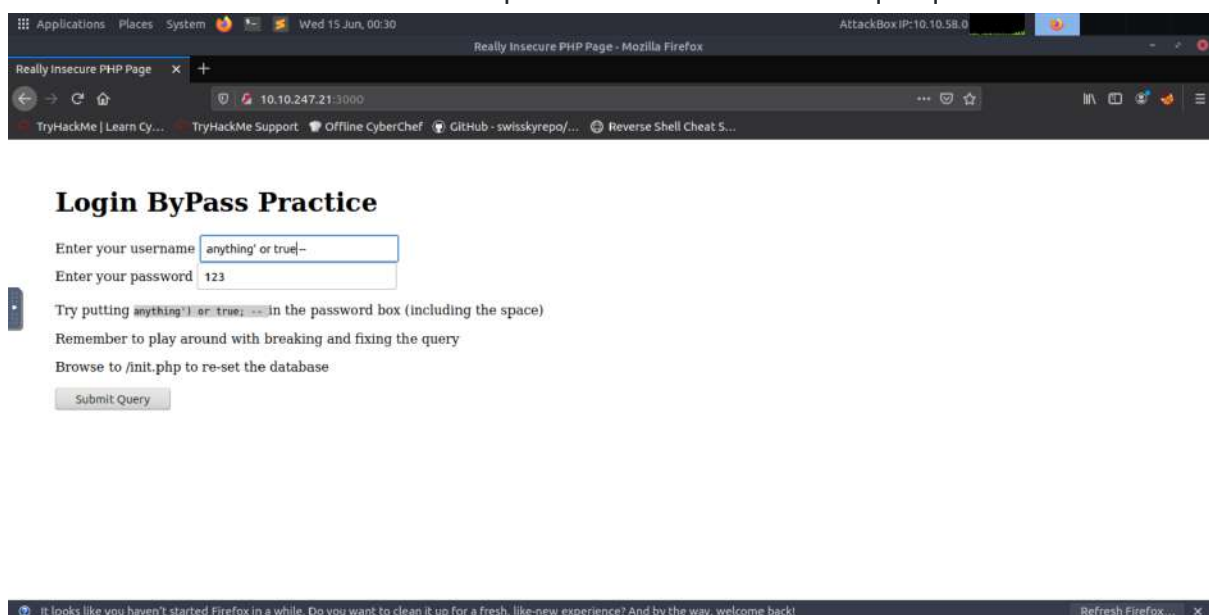 Applications Places System Wed 15 Jun, 00:30 AttackBox IP:10.10.58.0
Really Insecure PHP Page - Mozilla Firefox
Really Insecure PHP Page
10.10.247.21:3000
TryHackMe | Learn Cy... TryHackMe Support Offline CyberChef GitHub - swisskyrepo/... Reverse Shell Cheat S...
Login ByPass Practice
Enter your username anything' or true--
Enter your password 123
Try putting anything') or true; -- in the password box (including the space)
Remember to play around with breaking and fixing the query
Browse to /init.php to re-set the database
Submit Query
It looks like you haven't started Firefox in a while. Do you want to clean it up for a fresh, like-new experience? And by the way, welcome back! Refresh Firefox...